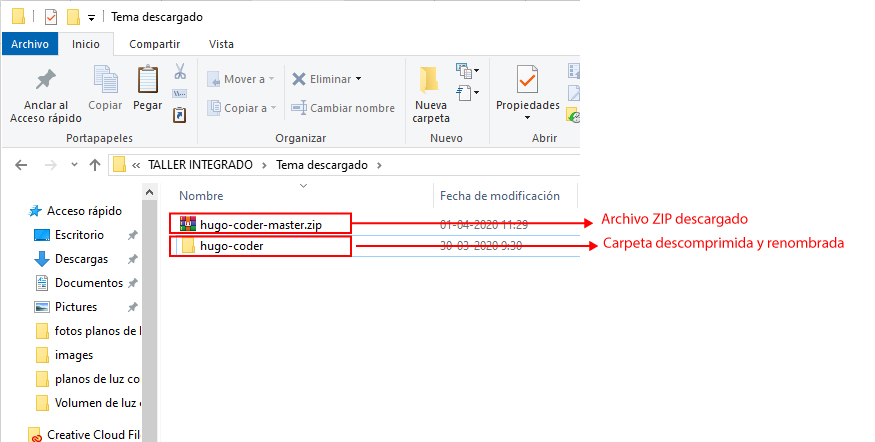 Tema descargado
Archivo Inicio Compartir Vista
Anclar al Acceso rápido
Copiar
Pegar
Mover a
Copiar a
Eliminar
Cambiar nombre
Nueva carpeta
Propiedades
Portapapeles Organizar Nuevo Abrir
« TALLER INTEGRADO > Tema descargado >
Nombre Fecha de modificación
Acceso rápido
Escritorio
Descargas
Documentos
Pictures
fotos planos de l
images
planos de luz co
Volumen de luz c
Creative Cloud File
hugo-coder-master.zip 01-04-2020 11:29
Archivo ZIP descargado
hugo-coder 30-03-2020 9:30
Carpeta descomprimida y renombrada